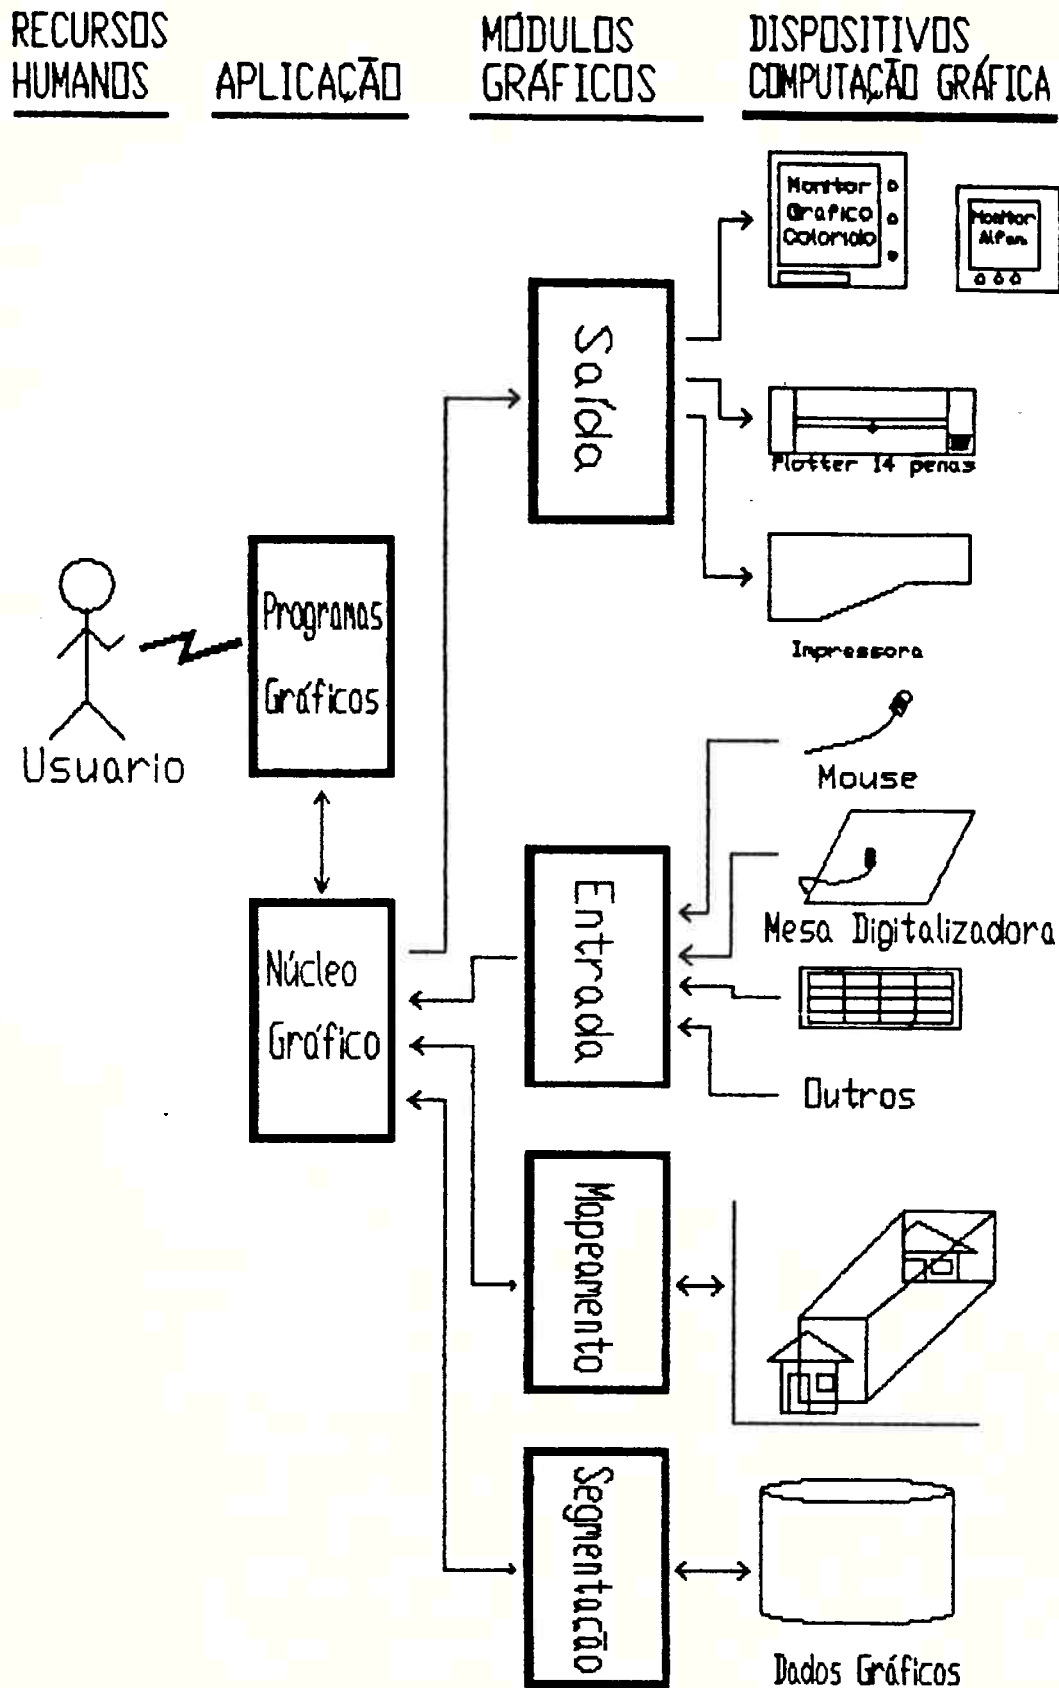 RECURSOS
HUMANOS
APLICAÇÃO
MÓDULOS
GRÁFICOS
DISPOSITIVOS
COMPUTAÇÃO GRÁFICA
Monitor
Grafico
Colorido
Monitor
Alfan.
Saída
Plotter 14 penas
Impressora
Programas
Gráficos
Usuario
Mouse
Mesa Digitalizadora
Entrada
Núcleo
Gráfico
Outros
Mapeamento
Segmentação
Dados Gráficos